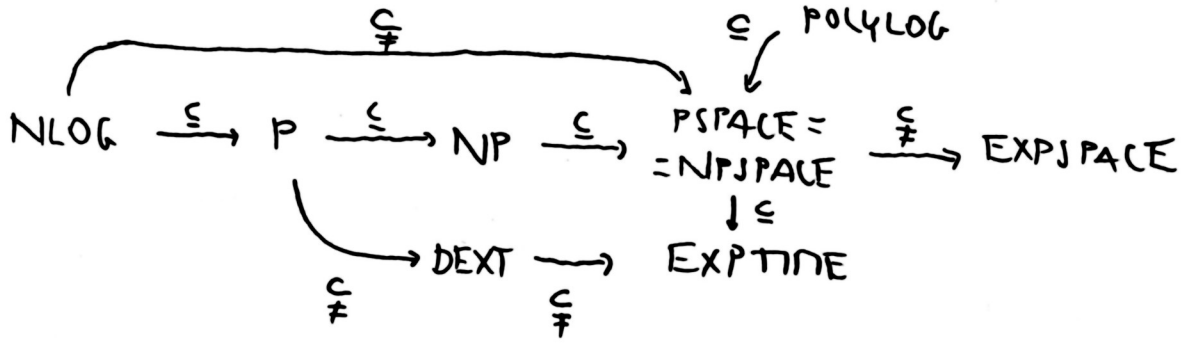 ⊊ ⊆ POLYLOG
NLOG ⊆ P ⊆ NP ⊆ PSPACE = ⊊ EXPSPACE
= NPSPACE
⊆
DEXT EXPTIME
⊊ ⊊